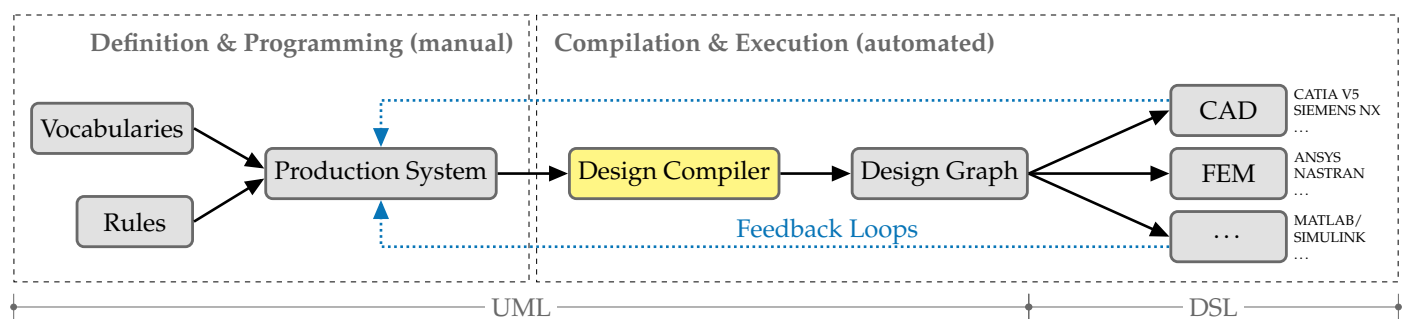 Definition & Programming (manual)
Compilation & Execution (automated)
Vocabularies
Rules
Production System
Design Compiler
Design Graph
Feedback Loops
CAD
CATIA V5
SIEMENS NX
...
FEM
ANSYS
NASTRAN
...
...
MATLAB/
SIMULINK
...
UML
DSL